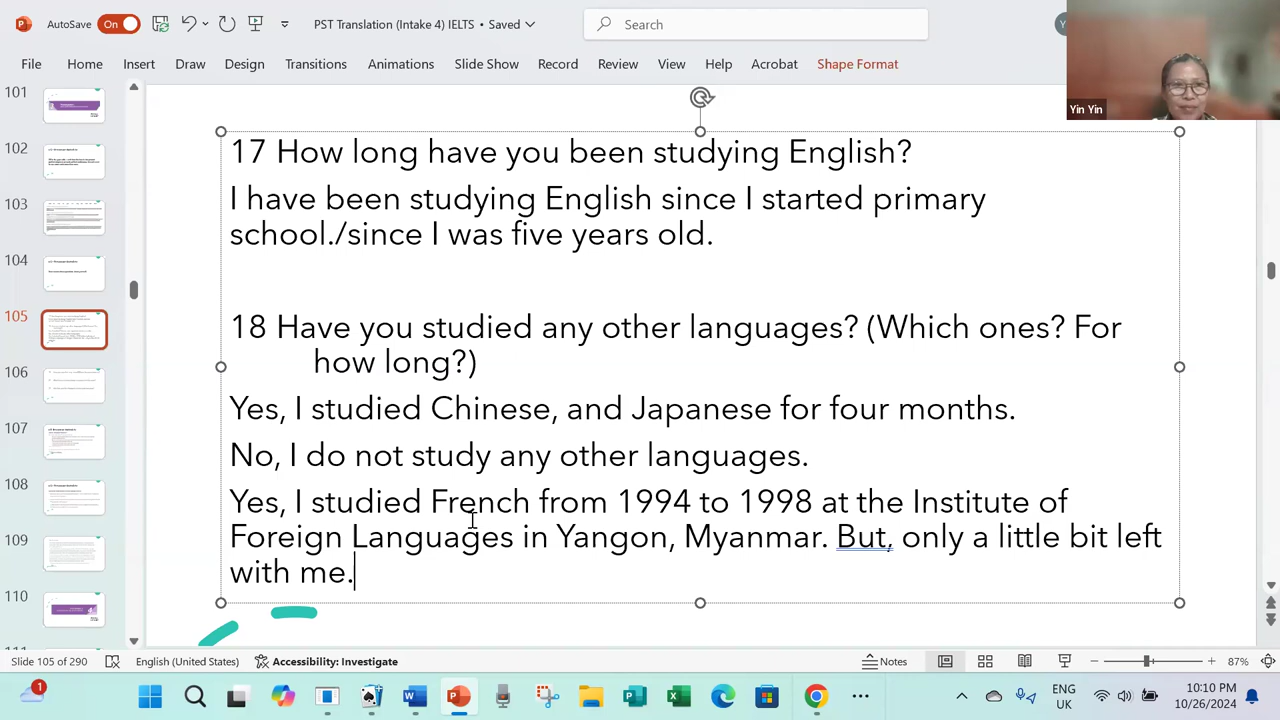 AutoSave On PST Translation (Intake 4) IELTS • Saved Search
File Home Insert Draw Design Transitions Animations Slide Show Record Review View Help Acrobat Shape Format
Yin Yin
101
102
103
104
105
106
107
108
109
110
17 How long have you been studying English?
I have been studying English since I started primary
school./since I was five years old.
18 Have you studied any other languages? (Which ones? For
how long?)
Yes, I studied Chinese, and Japanese for four months.
No, I do not study any other languages.
Yes, I studied French from 1994 to 1998 at the Institute of
Foreign Languages in Yangon, Myanmar. But, only a little bit left
with me.
Slide 105 of 290 English (United States) Accessibility: Investigate Notes 87%
1 ENG 10:10 PM
UK 10/26/2024